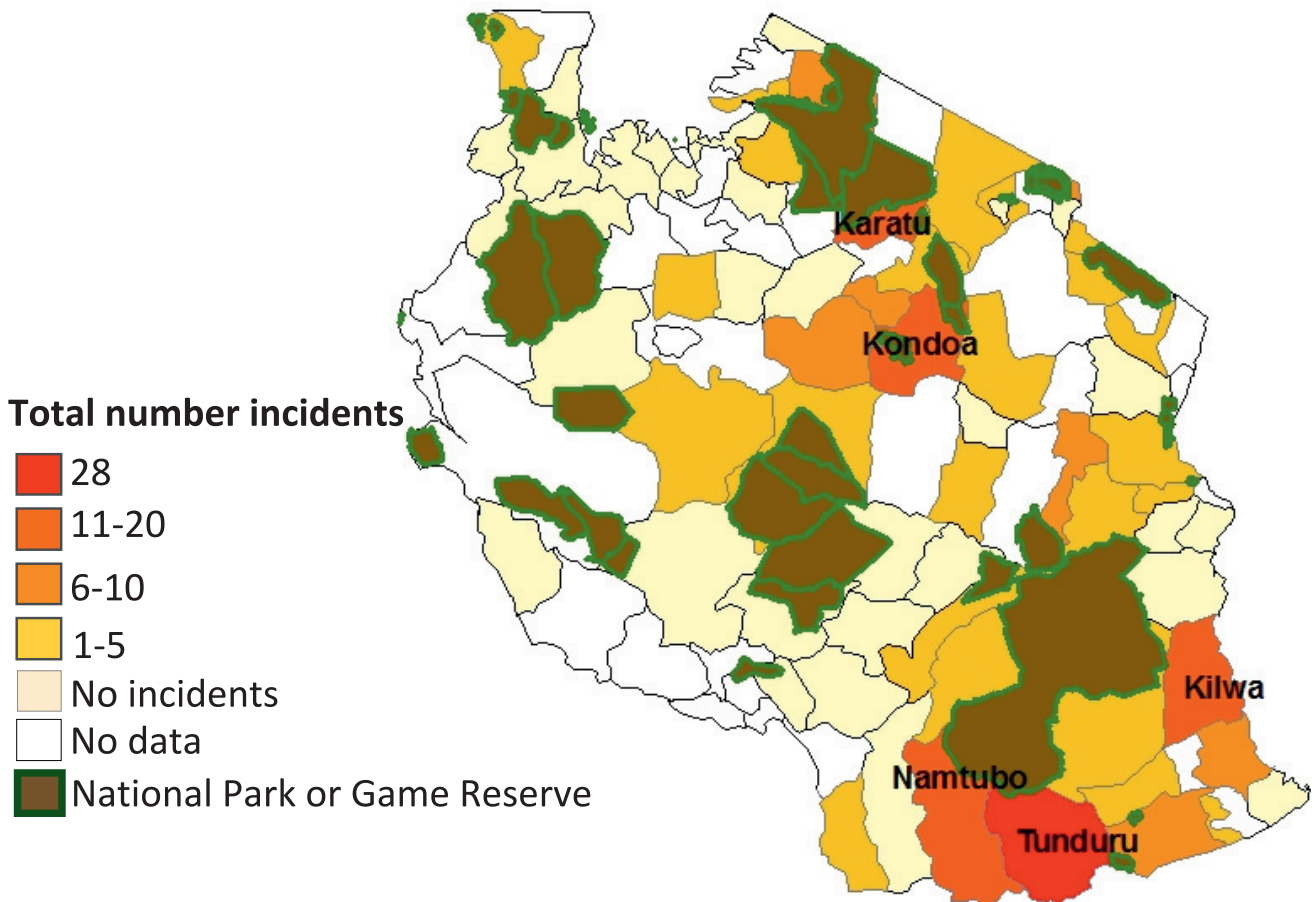 Karatu
Kondoa
Total number incidents
28
11-20
6-10
1-5
No incidents
No data
National Park or Game Reserve
Kilwa
Namtubo
Tunduru